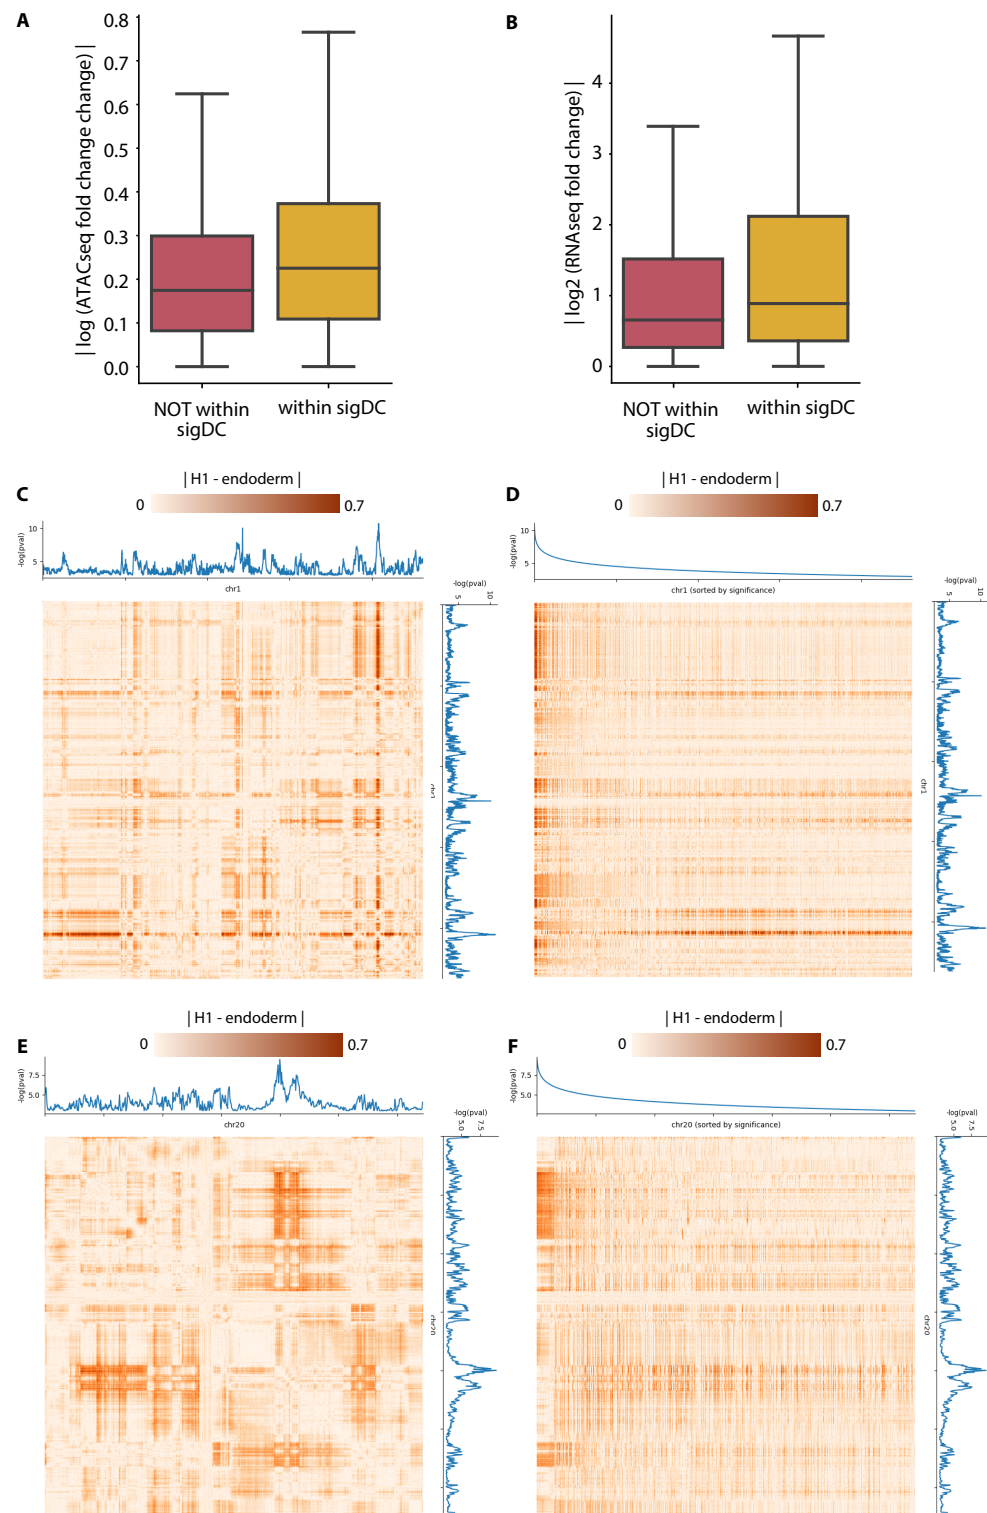 A
| log (ATACseq fold change change) |
0.8
0.7
0.6
0.5
0.4
0.3
0.2
0.1
0.0
NOT within
sigDC
within sigDC
B
| log2 (RNAseq fold change) |
4
3
2
1
0
NOT within
sigDC
within sigDC
C
| H1 - endoderm |
0
0.7
-log(pval)
10
5
chr1
-log(pval)
5
10
chr1
D
| H1 - endoderm |
0
0.7
-log(pval)
10
5
chr1 (sorted by significance)
-log(pval)
5
10
chr1
E
| H1 - endoderm |
0
0.7
-log(pval)
7.5
5.0
chr20
-log(pval)
5.0
7.5
chr20
F
| H1 - endoderm |
0
0.7
-log(pval)
7.5
5.0
chr20 (sorted by significance)
-log(pval)
5.0
7.5
chr20